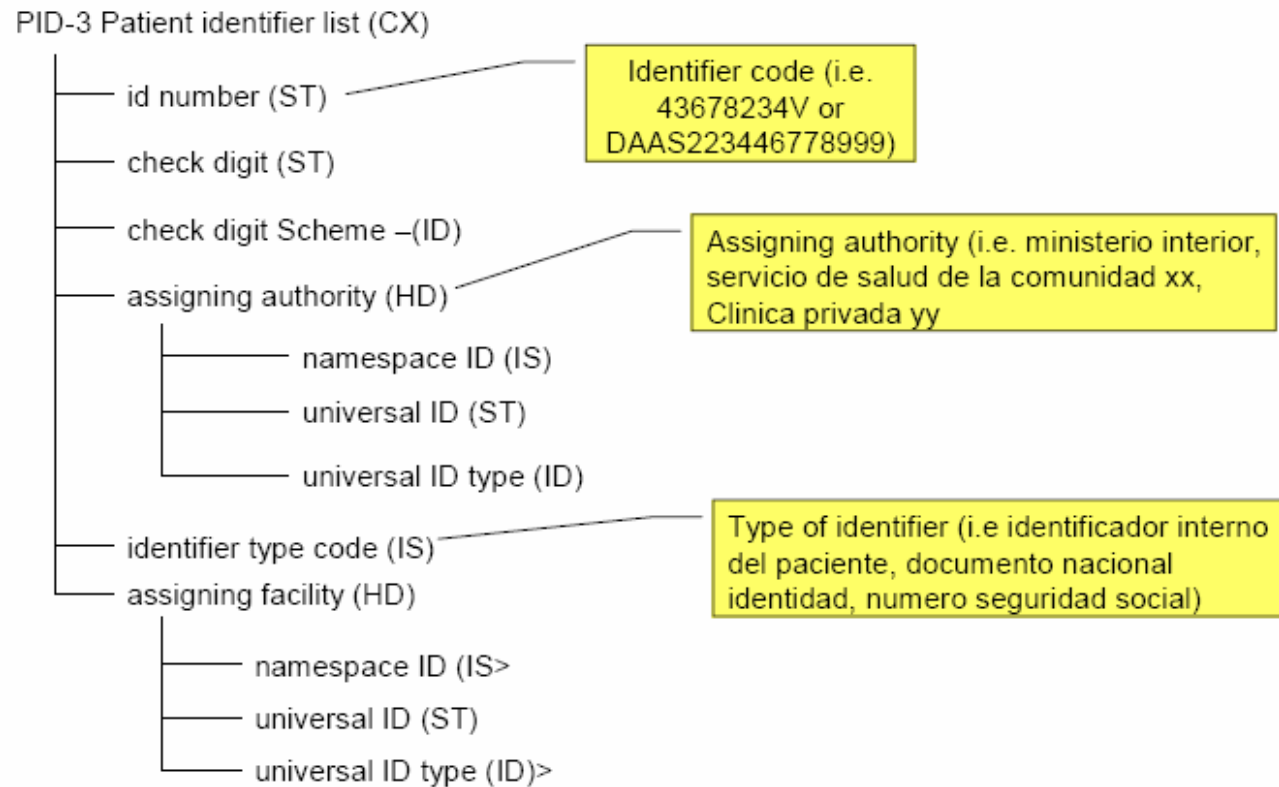 PID-3 Patient identifier list (CX)
id number (ST)
Identifier code (i.e.
43678234V or
DAAS223446778999)
check digit (ST)
check digit Scheme –(ID)
assigning authority (HD)
Assigning authority (i.e. ministerio interior,
servicio de salud de la comunidad xx,
Clinica privada yy
namespace ID (IS)
universal ID (ST)
universal ID type (ID)
identifier type code (IS)
Type of identifier (i.e identificador interno
del paciente, documento nacional
identidad, numero seguridad social)
assigning facility (HD)
namespace ID (IS>
universal ID (ST)
universal ID type (ID)>